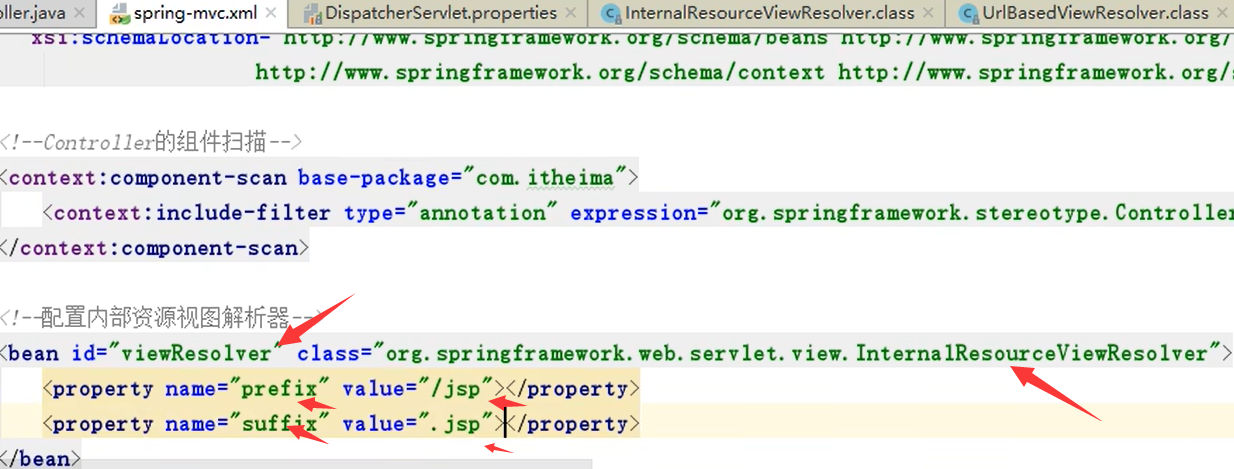 ller.java × spring-mvc.xml × DispatcherServlet.properties × InternalResourceViewResolver.class × UrlBasedViewResolver.class ×
xsi:schemaLocation="http://www.springframework.org/schema/beans http://www.springframework.org/
http://www.springframework.org/schema/context http://www.springframework.org/s
<!--Controller的组件扫描-->
<context:component-scan base-package="com.itheima">
<context:include-filter type="annotation" expression="org.springframework.stereotype.Controller
</context:component-scan>
<!--配置内部资源视图解析器-->
<bean id="viewResolver" class="org.springframework.web.servlet.view.InternalResourceViewResolver">
<property name="prefix" value="/jsp"></property>
<property name="suffix" value=".jsp"></property>
</bean>